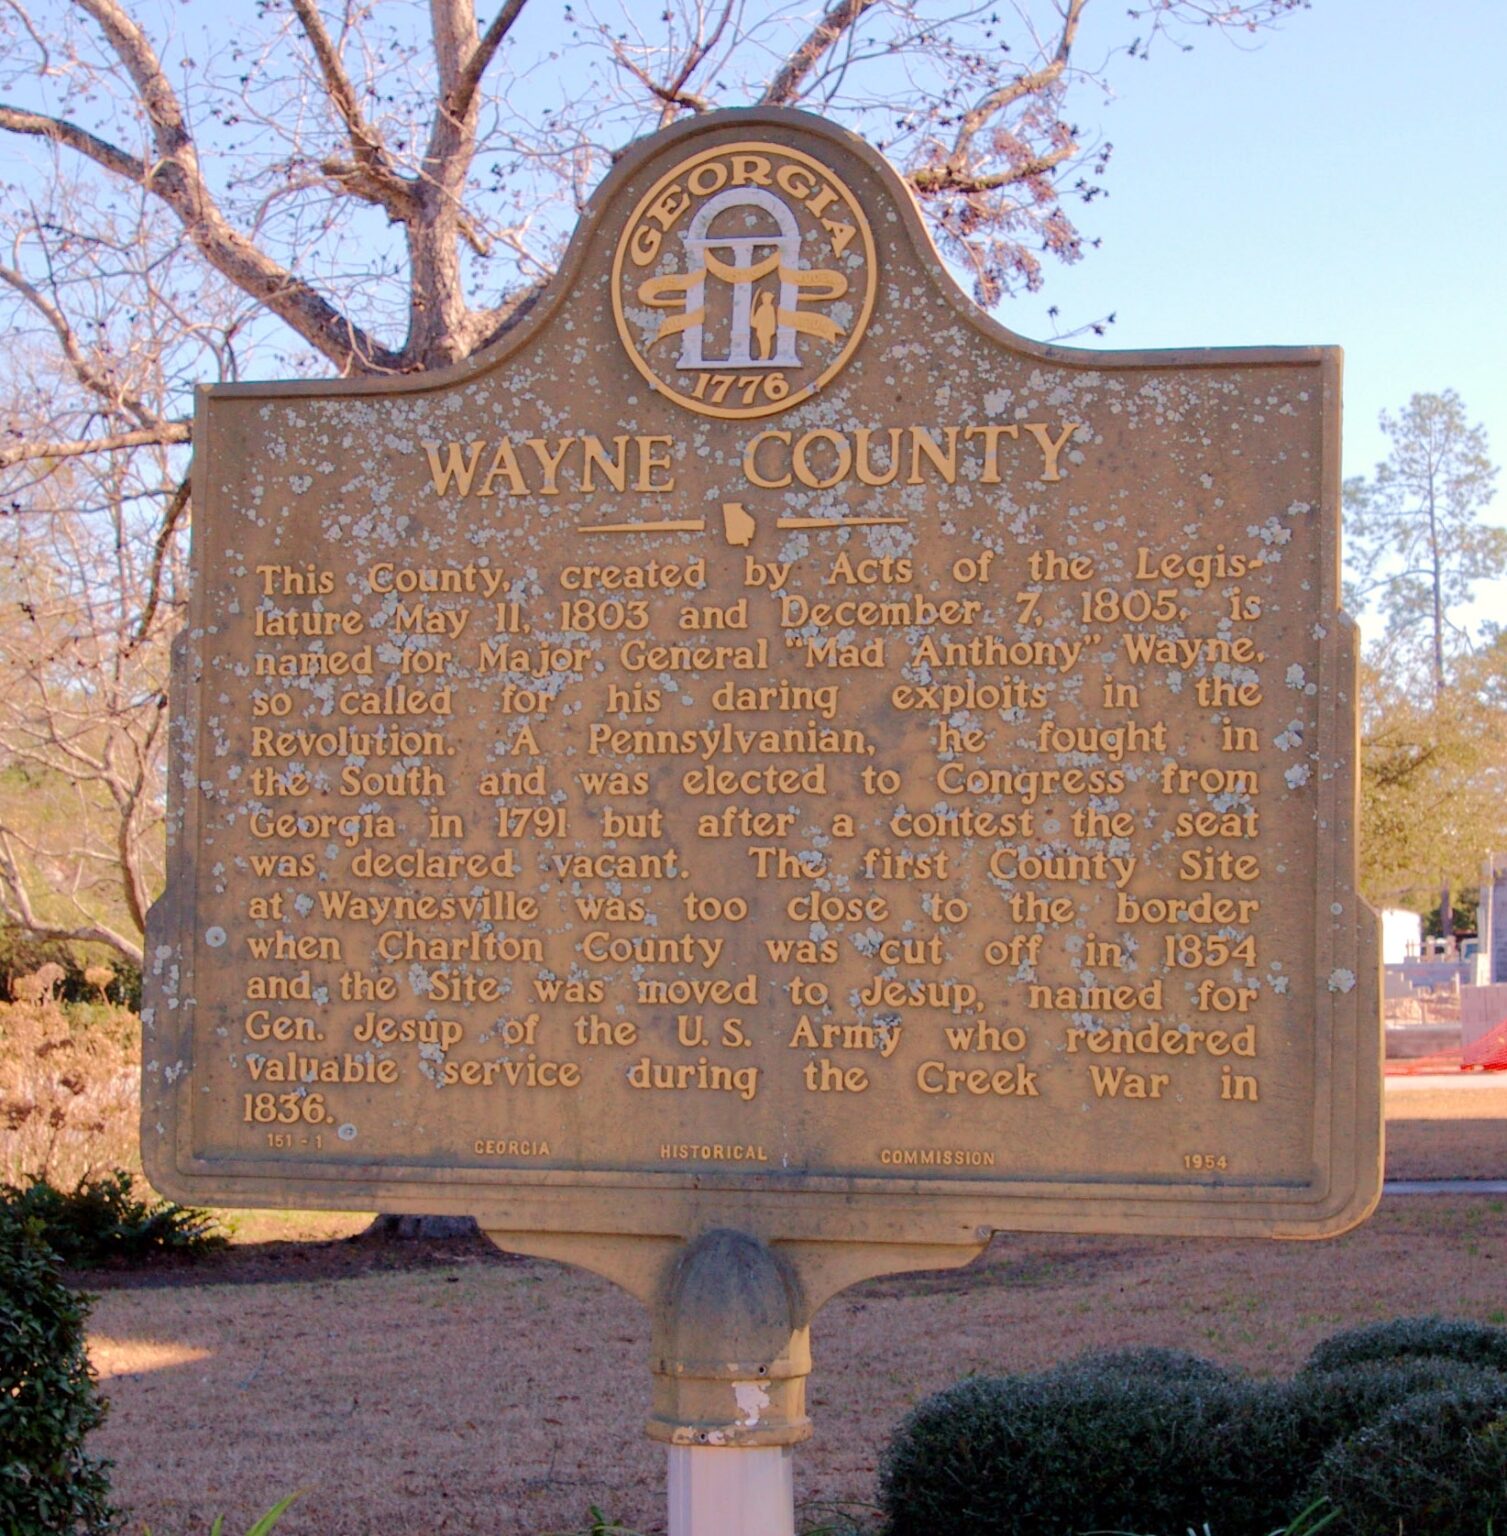 GEORGIA
1776
WAYNE COUNTY
This County, created by Acts of the Legis-
lature May 11, 1803 and December 7, 1805, is
named for Major General "Mad Anthony" Wayne,
so called for his daring exploits in the
Revolution. A Pennsylvanian, he fought in
the South and was elected to Congress from
Georgia in 1791 but after a contest the seat
was declared vacant. The first County Site
at Waynesville was too close to the border
when Charlton County was cut off in 1854
and the Site was moved to Jesup, named for
Gen. Jesup of the U.S. Army who rendered
valuable service during the Creek War in
1836.
151 - 1 GEORGIA HISTORICAL COMMISSION 1954